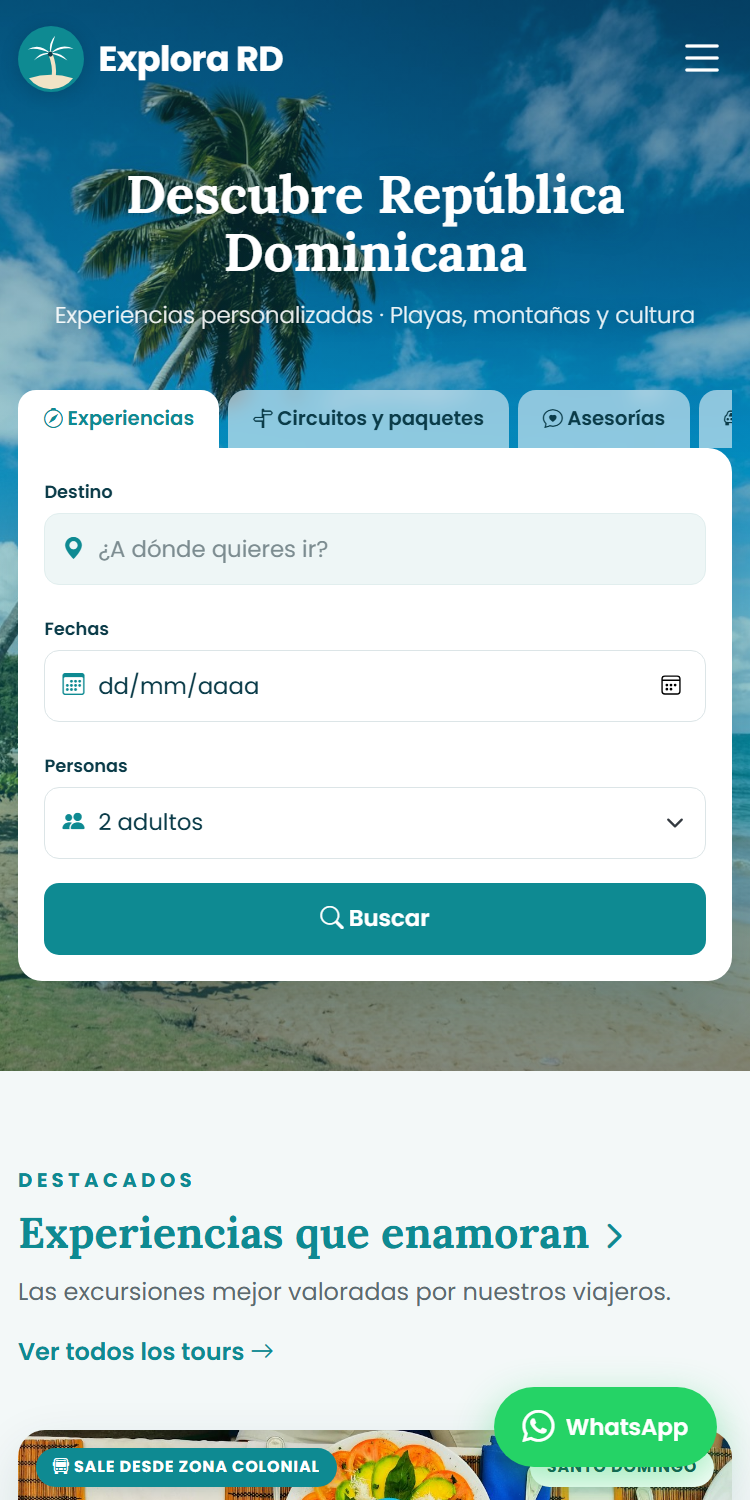 Explora RD
Descubre República
Dominicana
Experiencias personalizadas · Playas, montañas y cultura
Experiencias
Circuitos y paquetes
Asesorías
Destino
¿A dónde quieres ir?
Fechas
dd/mm/aaaa
Personas
2 adultos
Buscar
DESTACADOS
Experiencias que enamoran
Las excursiones mejor valoradas por nuestros viajeros.
Ver todos los tours →
WhatsApp
SALE DESDE ZONA COLONIAL
SANTO DOMINGO